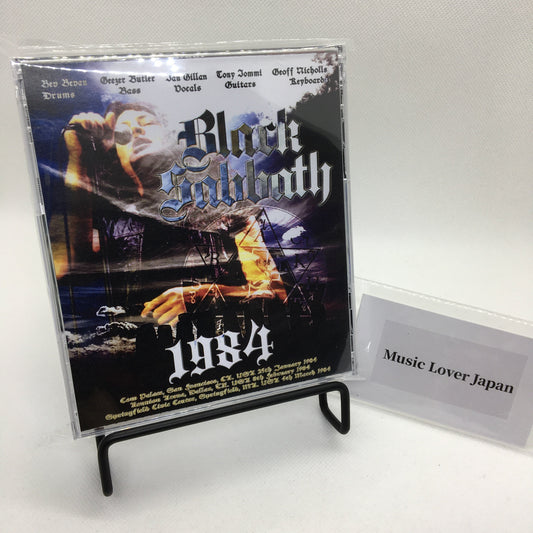 Bev Bevan Geezer Butler Ian Gillan Tony Iommi Geoff Nicholls
Drums Bass Vocals Guitars Keyboards
Black
Sabbath
1984
Cow Palace, San Francisco, CA. USA 25th January 1984
Reunion Arena, Dallas, TX. USA 8th February 1984
Springfield Civic Center, Springfield, MA. USA 4th March 1984
Music Lover Japan